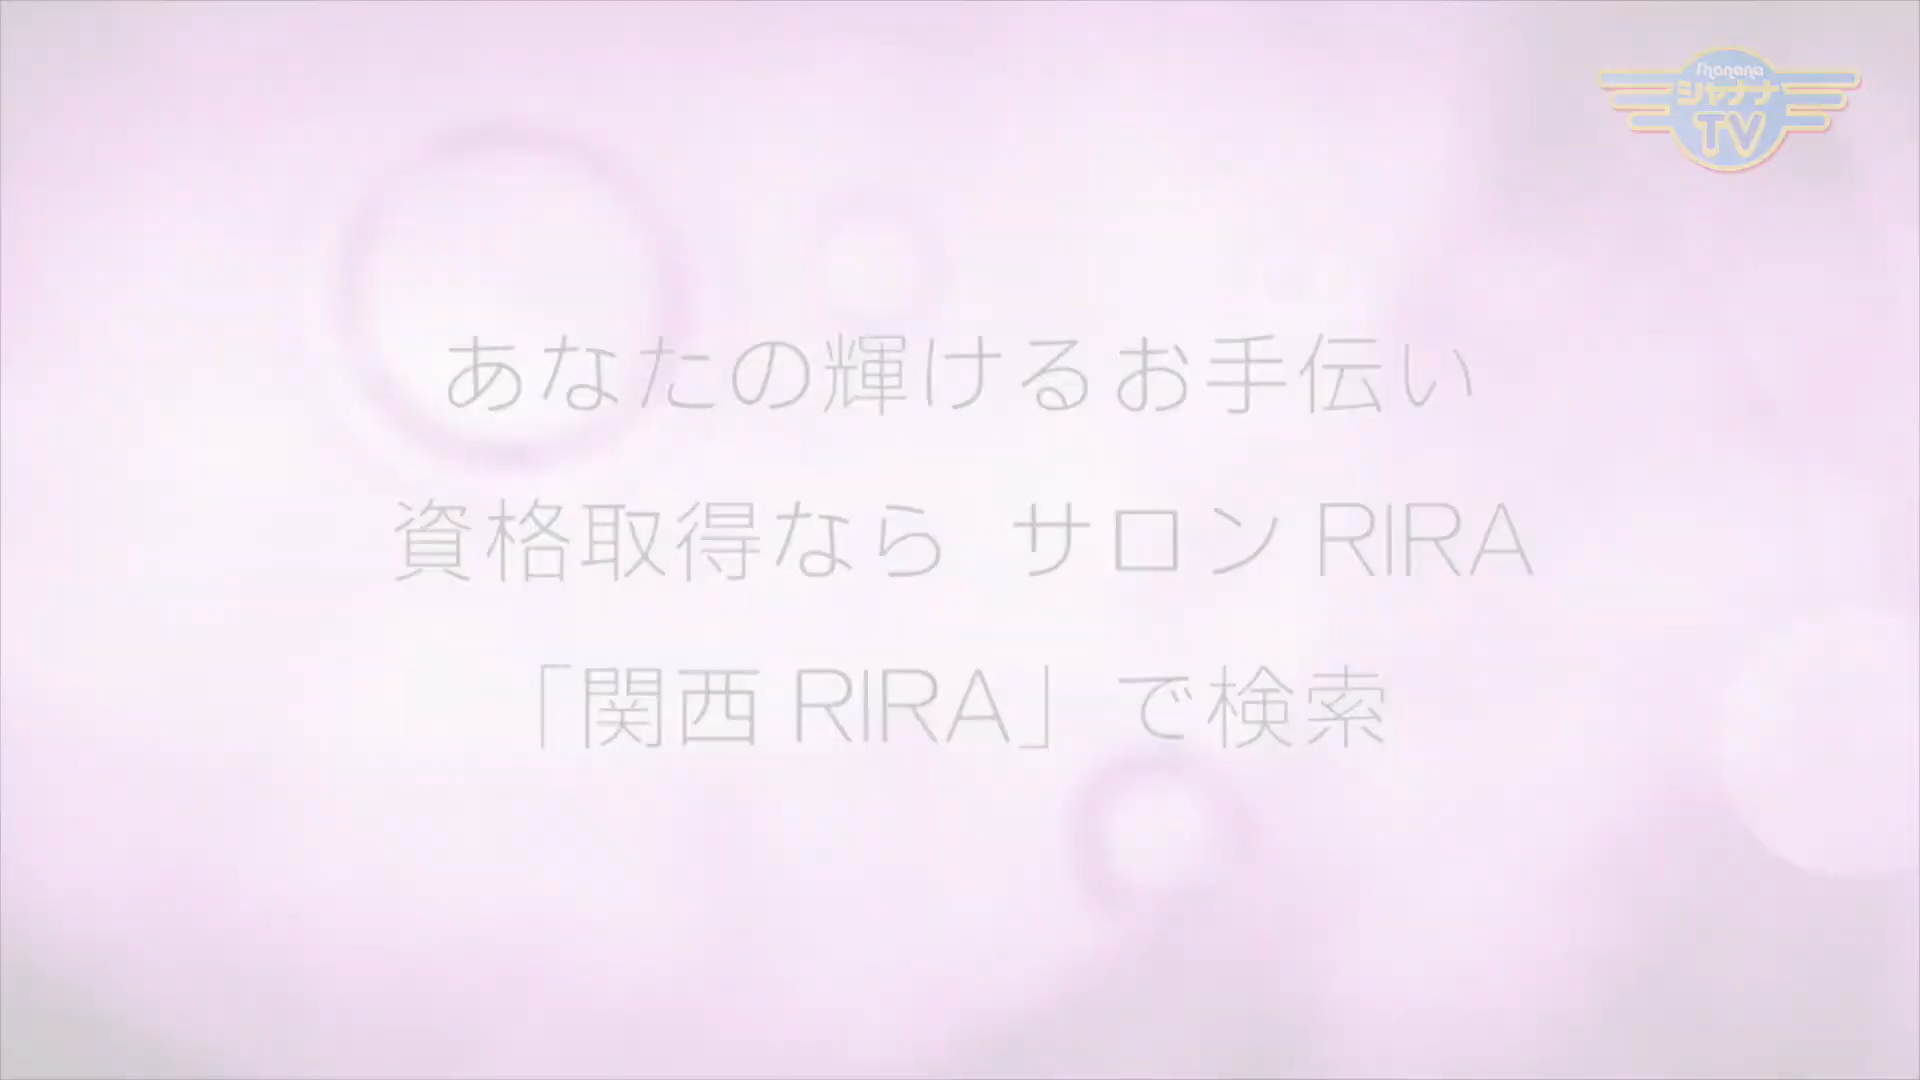 Shanana
シャナナ
TV
あなたの輝けるお手伝い
資格取得なら サロン RIRA
「関西 RIRA」で検索